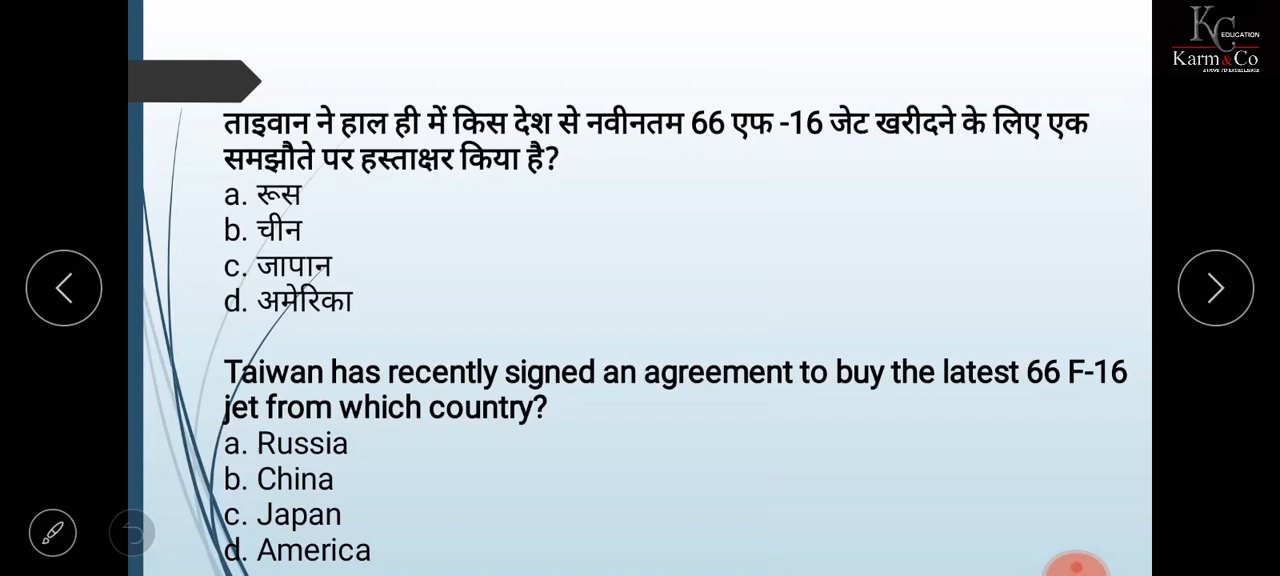 KC EDUCATION
Karm & Co
ताइवान ने हाल ही में किस देश से नवीनतम 66 एफ -16 जेट खरीदने के लिए एक
समझौते पर हस्ताक्षर किया है?
a. रूस
b. चीन
c. जापान
d. अमेरिका
Taiwan has recently signed an agreement to buy the latest 66 F-16
jet from which country?
a. Russia
b. China
c. Japan
d. America